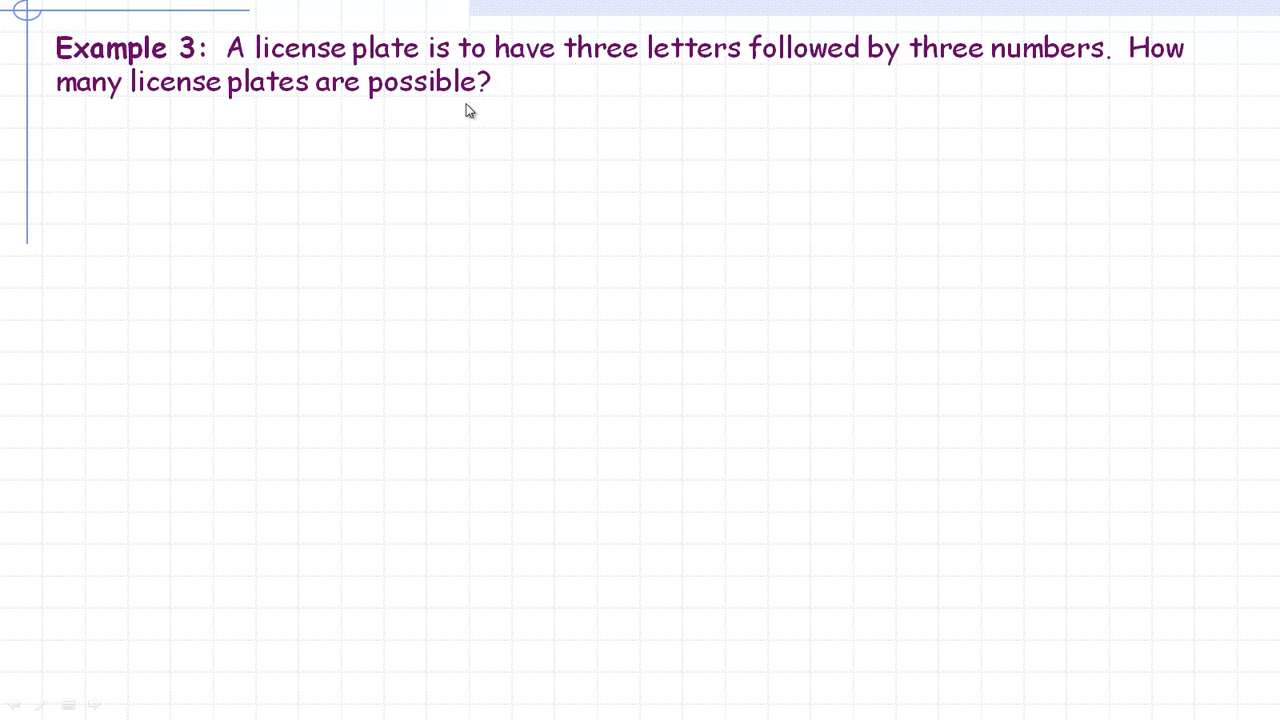 Example 3: A license plate is to have three letters followed by three numbers. How
many license plates are possible?